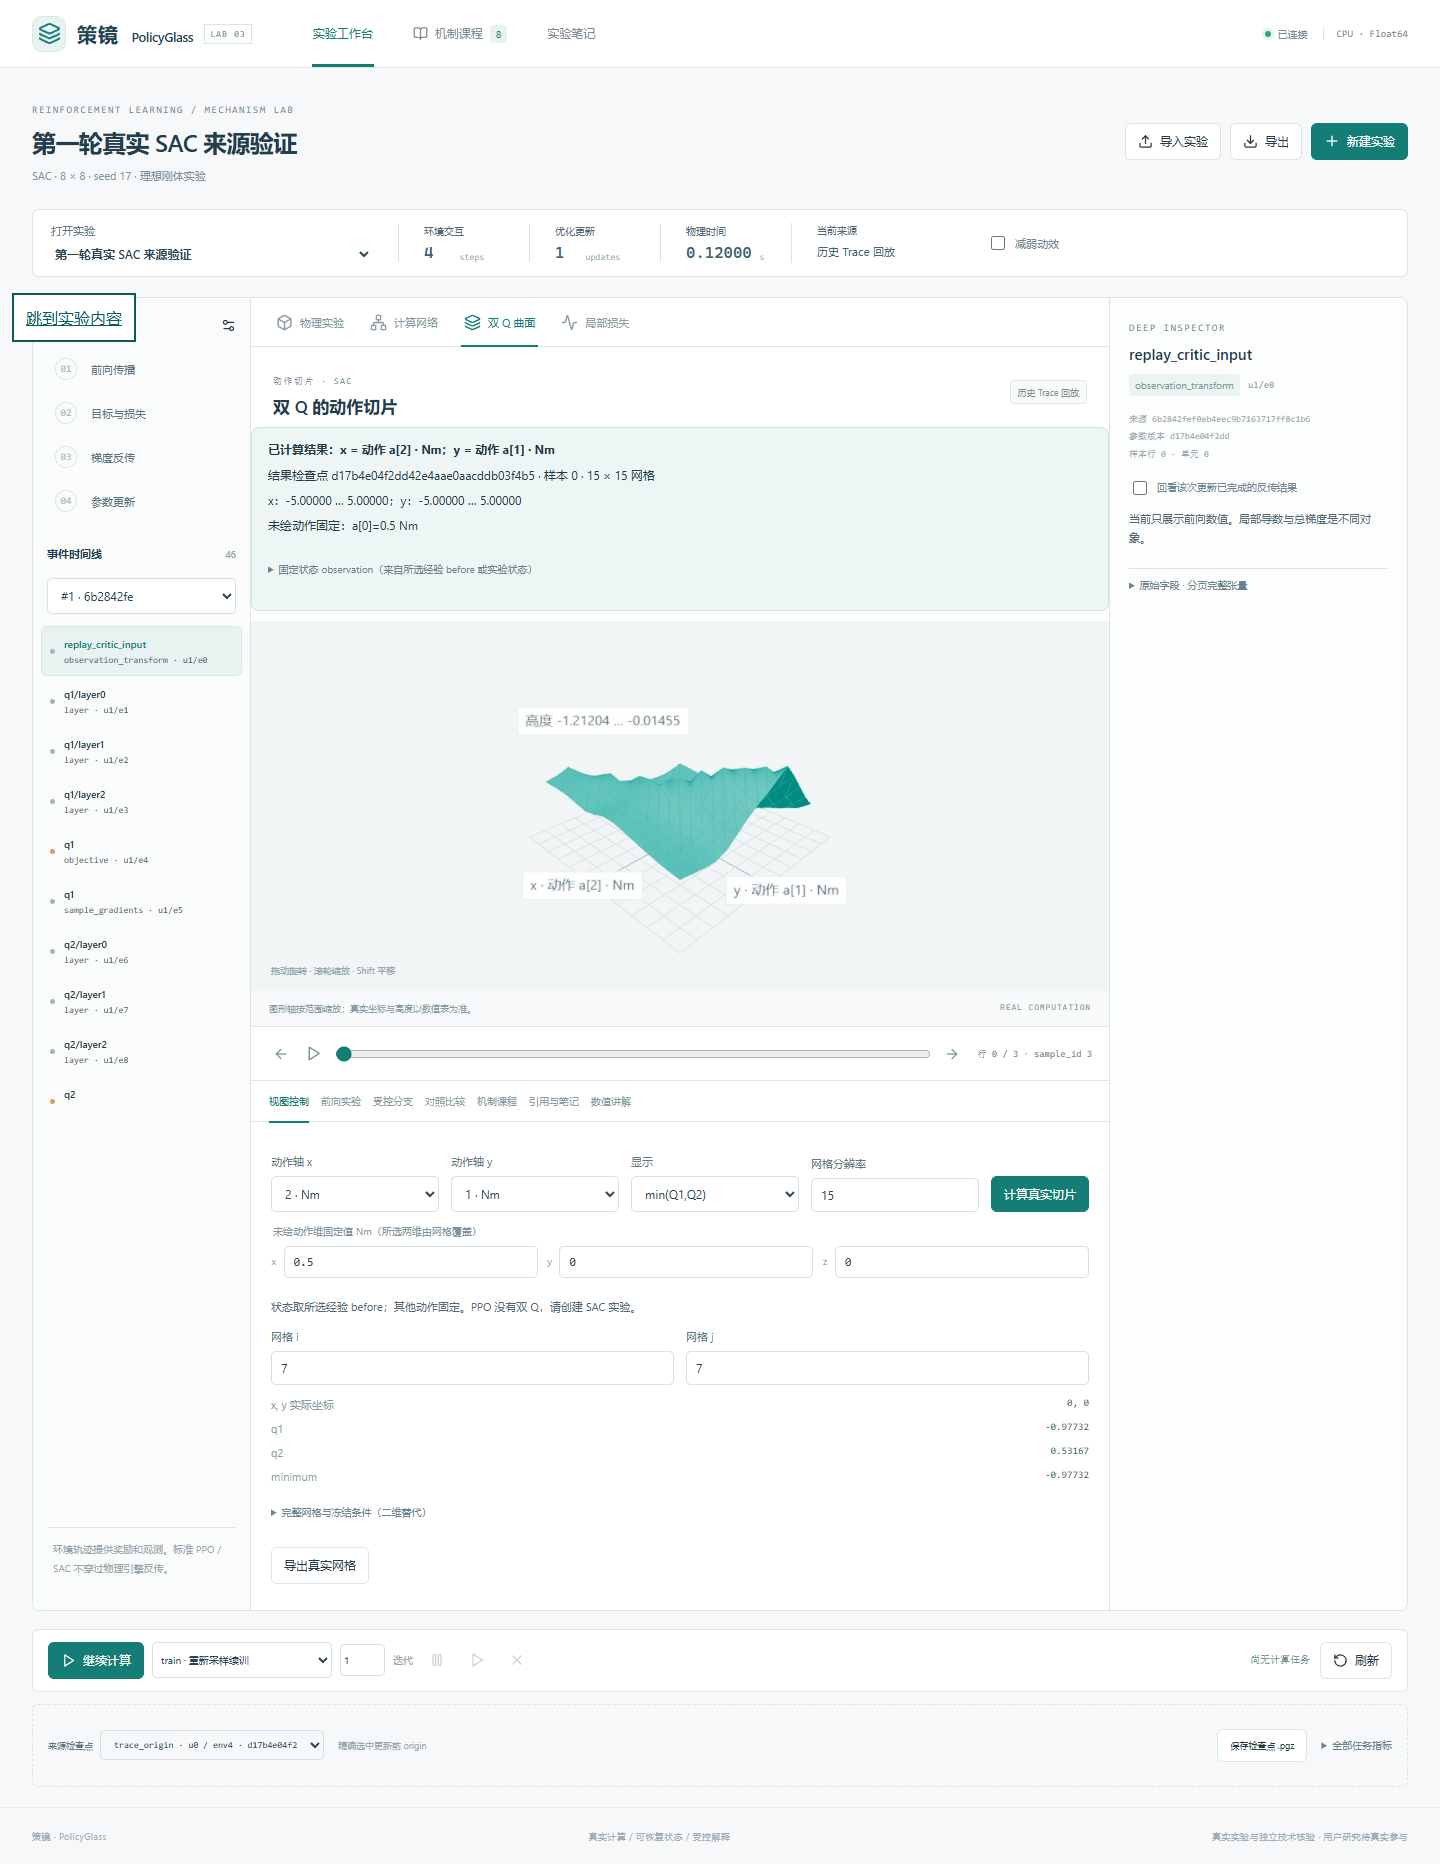 策镜 PolicyGlass LAB 03
实验工作台
机制课程 8
实验笔记
已连接
CPU · Float64
REINFORCEMENT LEARNING / MECHANISM LAB
第一轮真实 SAC 来源验证
SAC · 8 × 8 · seed 17 · 理想刚体实验
导入实验
导出
新建实验
打开实验
第一轮真实 SAC 来源验证
环境交互
4 steps
优化更新
1 updates
物理时间
0.12000 s
当前来源
历史 Trace 回放
减弱动效
跳到实验内容
01 前向传播
02 目标与损失
03 梯度反传
04 参数更新
事件时间线 46
#1 · 6b2842fe
replay_critic_input
observation_transform · u1/e0
q1/layer0
layer · u1/e1
q1/layer1
layer · u1/e2
q1/layer2
layer · u1/e3
q1
objective · u1/e4
q1
sample_gradients · u1/e5
q2/layer0
layer · u1/e6
q2/layer1
layer · u1/e7
q2/layer2
layer · u1/e8
q2
环境轨迹提供奖励和观测。标准 PPO /
SAC 不穿过物理引擎反传。
物理实验
计算网络
双 Q 曲面
局部损失
动作切片 · SAC
双 Q 的动作切片
历史 Trace 回放
已计算结果：x = 动作 a[2] · Nm；y = 动作 a[1] · Nm
结果检查点 d17b4e04f2dd42e4aae0aacddb03f4b5 · 样本 0 · 15 × 15 网格
x: -5.00000 ... 5.00000；y: -5.00000 ... 5.00000
未绘动作固定：a[0]=0.5 Nm
固定状态 observation（来自所选经验 before 或实验状态）
高度 -1.21204 ... -0.01455
x · 动作 a[2] · Nm
y · 动作 a[1] · Nm
拖动旋转 · 滚轮缩放 · Shift 平移
图形轴按范围缩放；真实坐标与高度以数值表为准。
REAL COMPUTATION
行 0 / 3 · sample_id 3
视图控制
前向实验
受控分支
对照比较
机制课程
引用与笔记
数值讲解
动作轴 x
2 · Nm
动作轴 y
1 · Nm
显示
min(Q1,Q2)
网格分辨率
15
计算真实切片
未绘动作维固定值 Nm（所选两维由网格覆盖）
x 0.5
y 0
z 0
状态取所选经验 before；其他动作固定。PPO 没有双 Q，请创建 SAC 实验。
网格 i
7
网格 j
7
x, y 实际坐标 0, 0
q1 -0.97732
q2 0.53167
minimum -0.97732
完整网格与冻结条件（二维替代）
导出真实网格
DEEP INSPECTOR
replay_critic_input
observation_transform u1/e0
来源 6b2842fef0eb4eec9b7163717ff8c1b6
参数版本 d17b4e04f2dd
样本行 0 · 单元 0
回看该次更新已完成的反传结果
当前只展示前向数值。局部导数与总梯度是不同对
象。
原始字段 · 分页完整张量
继续计算
train · 重新采样续训
1 迭代
尚无计算任务
刷新
来源检查点
trace_origin · u0 / env4 · d17b4e04f2
精确选中更新前 origin
保存检查点 .pgz
全部任务指标
策镜 · PolicyGlass
真实计算 / 可恢复状态 / 受控解释
真实实验与独立技术核验 · 用户研究待真实参与